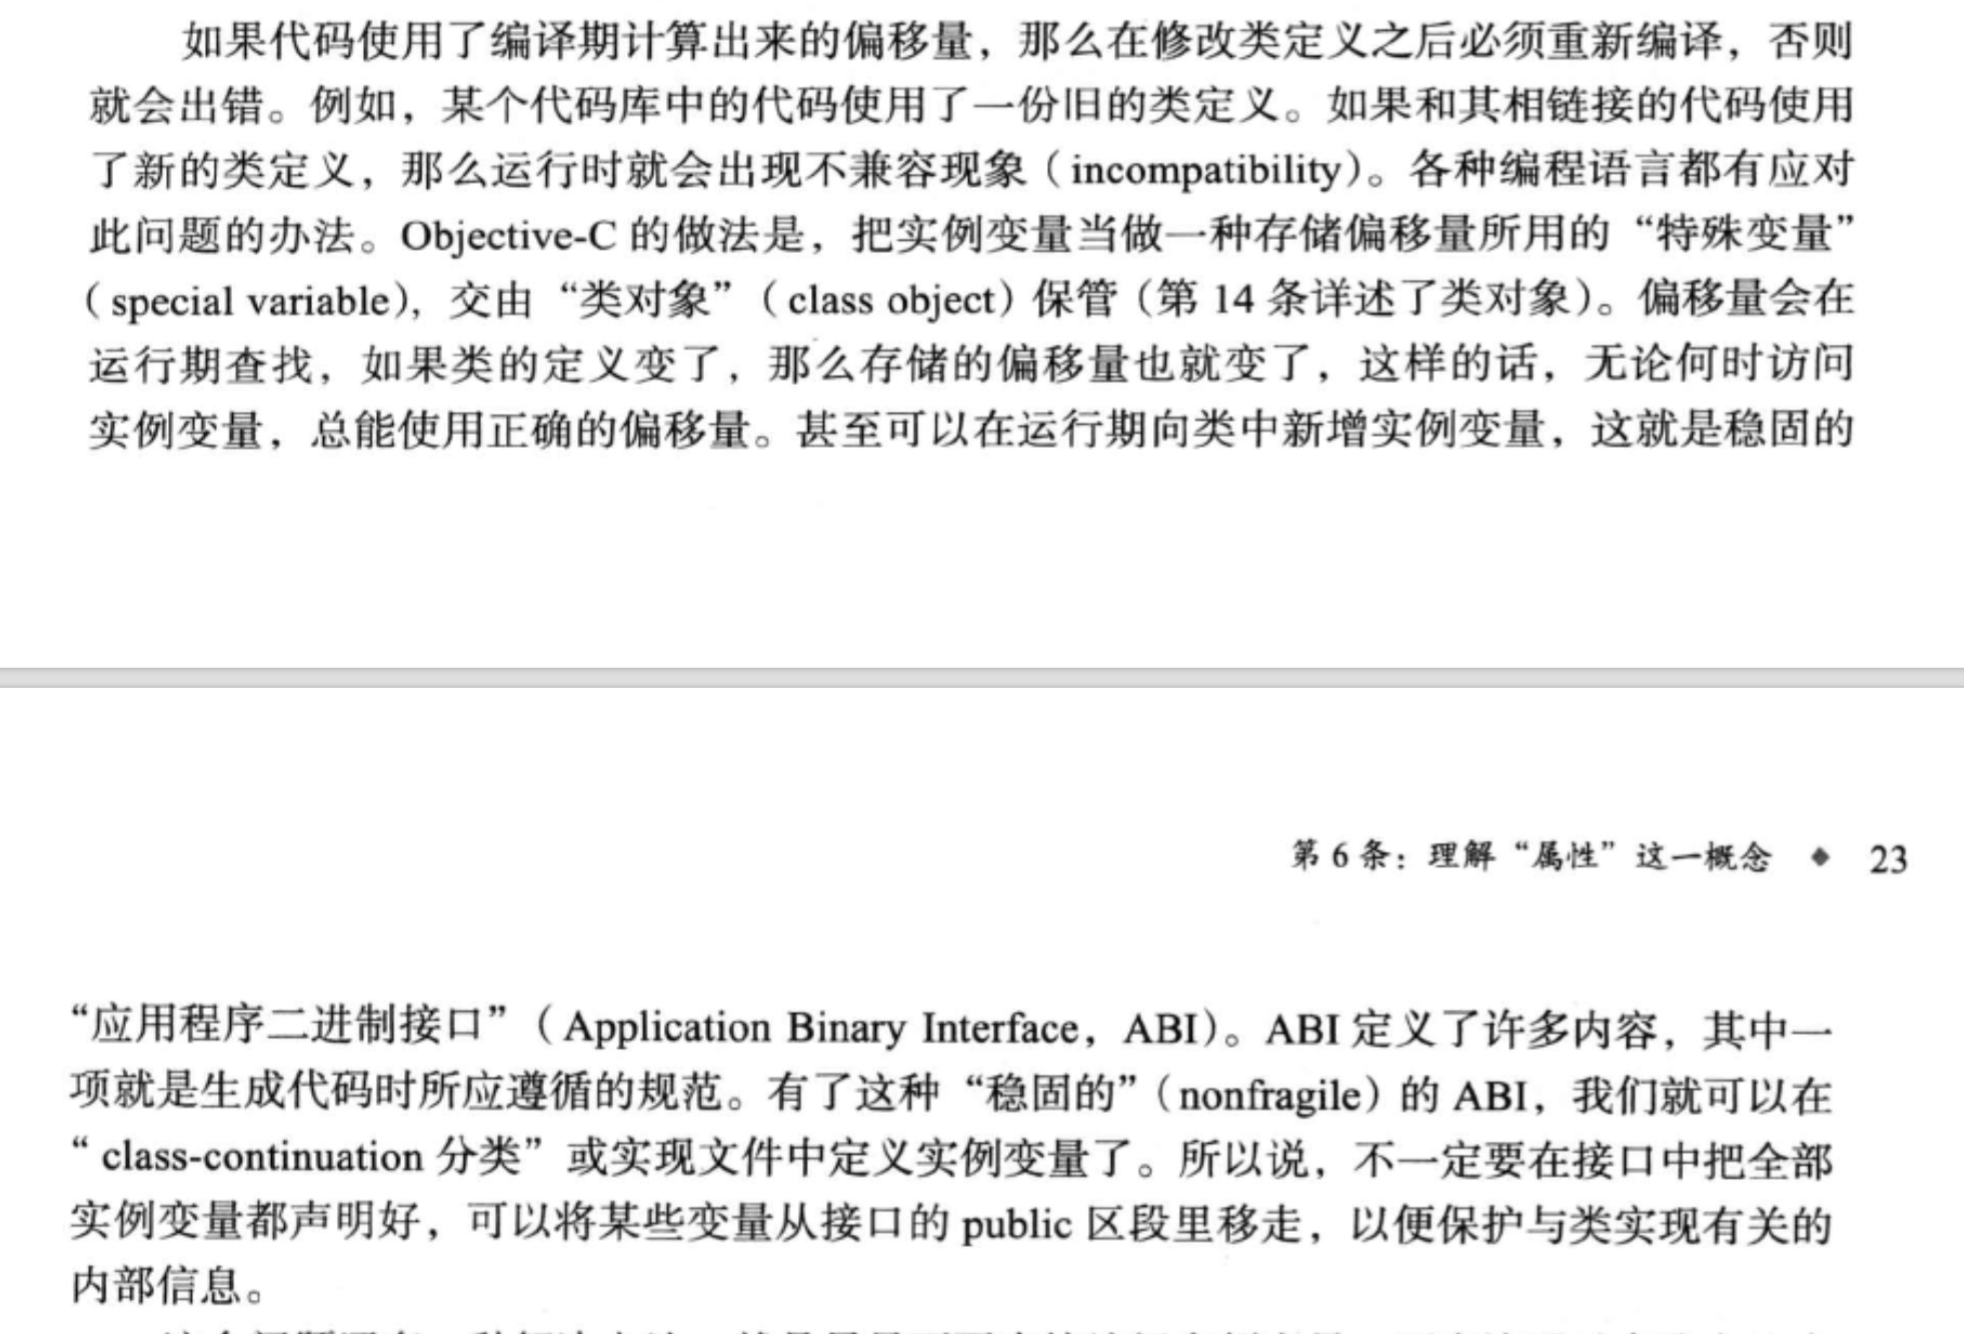 如果代码使用了编译期计算出来的偏移量，那么在修改类定义之后必须重新编译，否则
就会出错。例如，某个代码库中的代码使用了一份旧的类定义。如果和其相链接的代码使用
了新的类定义，那么运行时就会出现不兼容现象（incompatibility）。各种编程语言都有应对
此问题的办法。Objective-C 的做法是，把实例变量当做一种存储偏移量所用的“特殊变量”
（special variable），交由“类对象”（class object）保管（第 14 条详述了类对象）。偏移量会在
运行期查找，如果类的定义变了，那么存储的偏移量也就变了，这样的话，无论何时访问
实例变量，总能使用正确的偏移量。甚至可以在运行期向类中新增实例变量，这就是稳固的
第 6 条：理解“属性”这一概念 ◆ 23
“应用程序二进制接口”（Application Binary Interface，ABI）。ABI 定义了许多内容，其中一
项就是生成代码时所应遵循的规范。有了这种“稳固的”（nonfragile）的 ABI，我们就可以在
“class-continuation 分类”或实现文件中定义实例变量了。所以说，不一定要在接口中把全部
实例变量都声明好，可以将某些变量从接口的 public 区段里移走，以便保护与类实现有关的
内部信息。